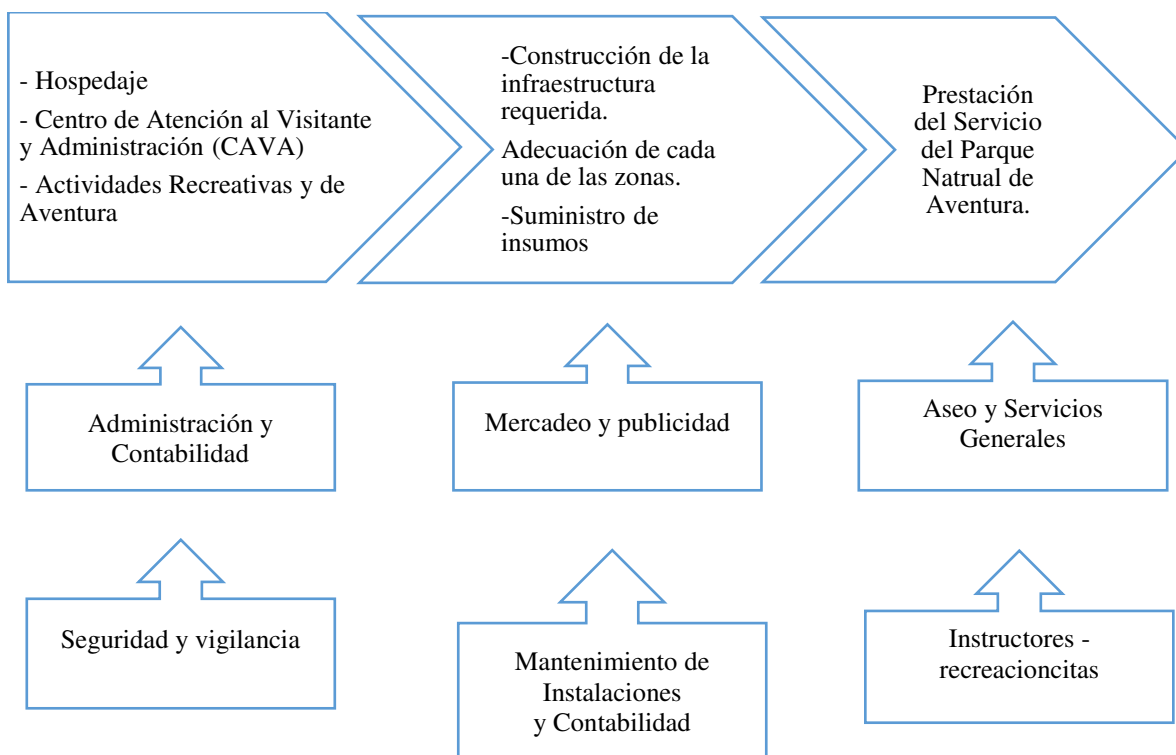 - Hospedaje
- Centro de Atención al Visitante
y Administración (CAVA)
- Actividades Recreativas y de
Aventura
-Construcción de la
infraestructura
requerida.
Adecuación de cada
una de las zonas.
-Suministro de
insumos
Prestación
del Servicio
del Parque
Natrual de
Aventura.
Administración y
Contabilidad
Mercadeo y publicidad
Aseo y Servicios
Generales
Seguridad y vigilancia
Mantenimiento de
Instalaciones
y Contabilidad
Instructores -
recreacioncitas